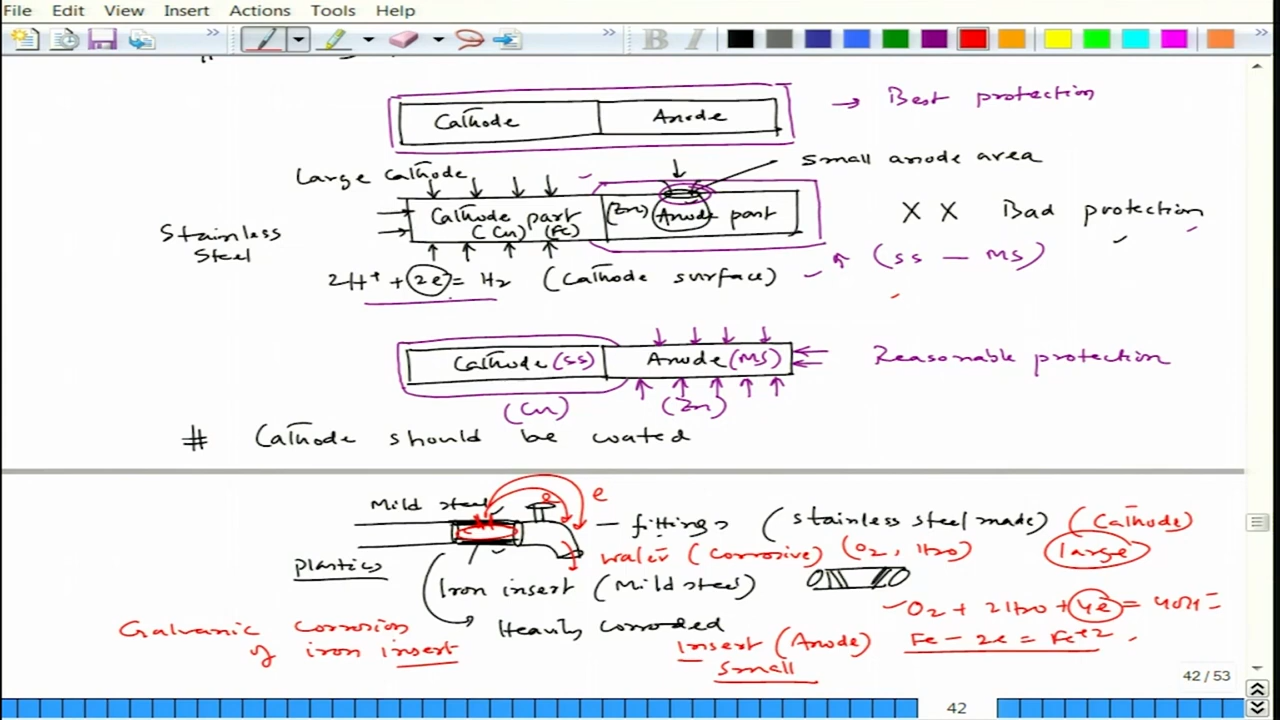 File Edit View Insert Actions Tools Help
B I
Cathode Anode → Best protection
Large cathode small anode area
Cathode part (Zn) Anode part X X Bad protection
(Cu) (Fe)
Stainless Steel
(SS - MS)
2H+ + 2e = H2 (Cathode surface)
Cathode (SS) Anode (MS) Reasonable protection
(Cu) (Zn)
# Cathode should be coated
Mild steel e e
- fittings (Stainless steel made) (Cathode)
water (corrosive) (O2, H2O) large
plastics
Iron insert (Mild steel)
O2 + 2H2O + 4e = 4OH-
Heavily corroded
Galvanic corrosion
of iron insert
Insert (Anode) Fe - 2e = Fe+2
small
42 / 53
42